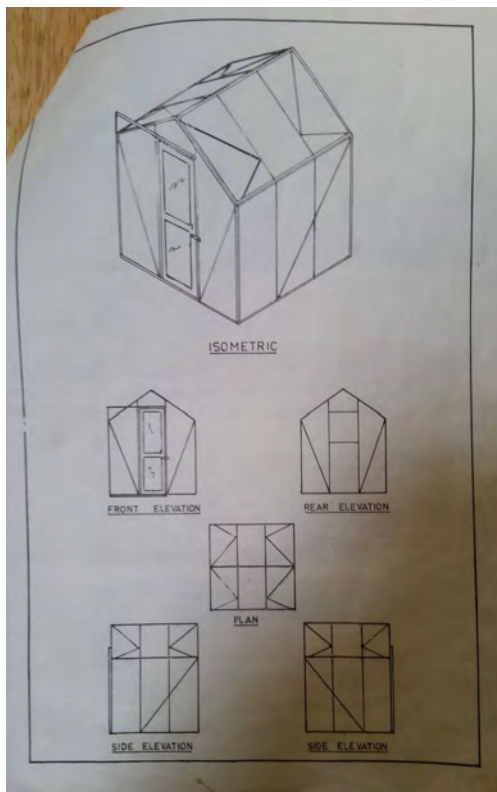 ISOMETRIC
FRONT ELEVATION
REAR ELEVATION
PLAN
SIDE ELEVATION
SIDE ELEVATION